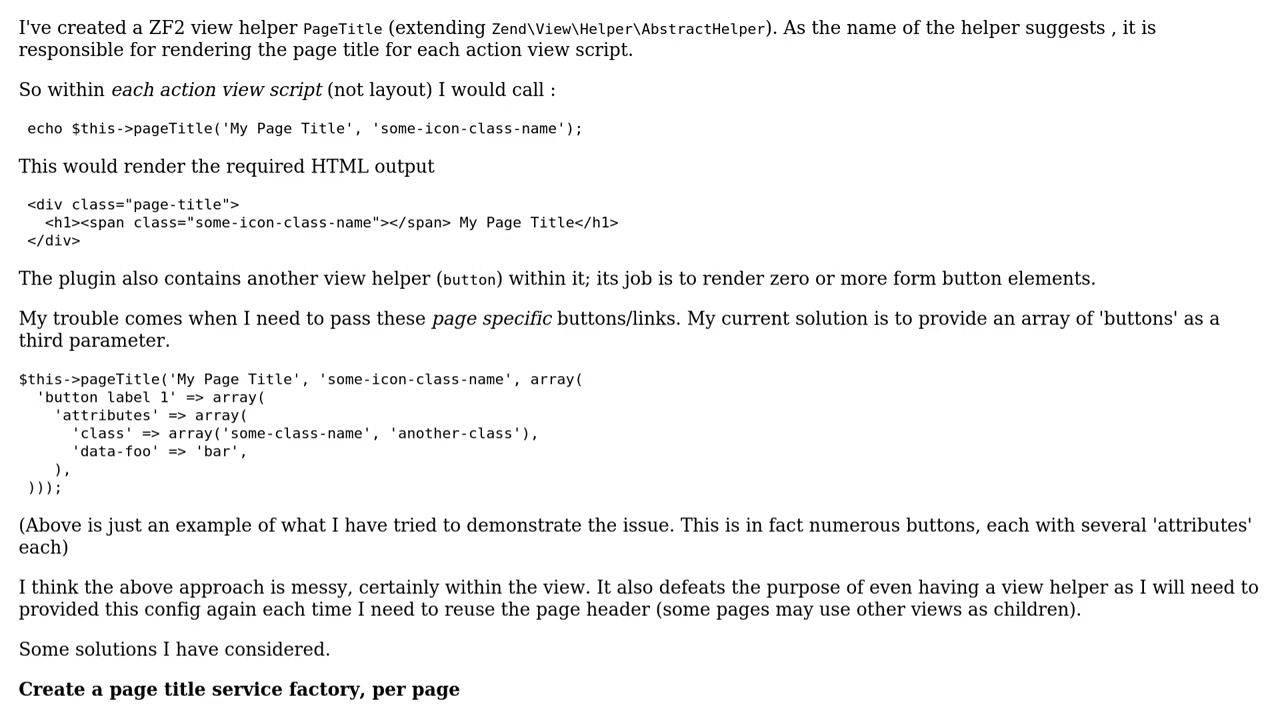 I've created a ZF2 view helper PageTitle (extending Zend\View\Helper\AbstractHelper). As the name of the helper suggests , it is
responsible for rendering the page title for each action view script.
So within each action view script (not layout) I would call :
echo $this->pageTitle('My Page Title', 'some-icon-class-name');
This would render the required HTML output
<div class="page-title">
<h1><span class="some-icon-class-name"></span> My Page Title</h1>
</div>
The plugin also contains another view helper (button) within it; its job is to render zero or more form button elements.
My trouble comes when I need to pass these page specific buttons/links. My current solution is to provide an array of 'buttons' as a
third parameter.
$this->pageTitle('My Page Title', 'some-icon-class-name', array(
'button label 1' => array(
'attributes' => array(
'class' => array('some-class-name', 'another-class'),
'data-foo' => 'bar',
),
)));
(Above is just an example of what I have tried to demonstrate the issue. This is in fact numerous buttons, each with several 'attributes'
each)
I think the above approach is messy, certainly within the view. It also defeats the purpose of even having a view helper as I will need to
provided this config again each time I need to reuse the page header (some pages may use other views as children).
Some solutions I have considered.
Create a page title service factory, per page